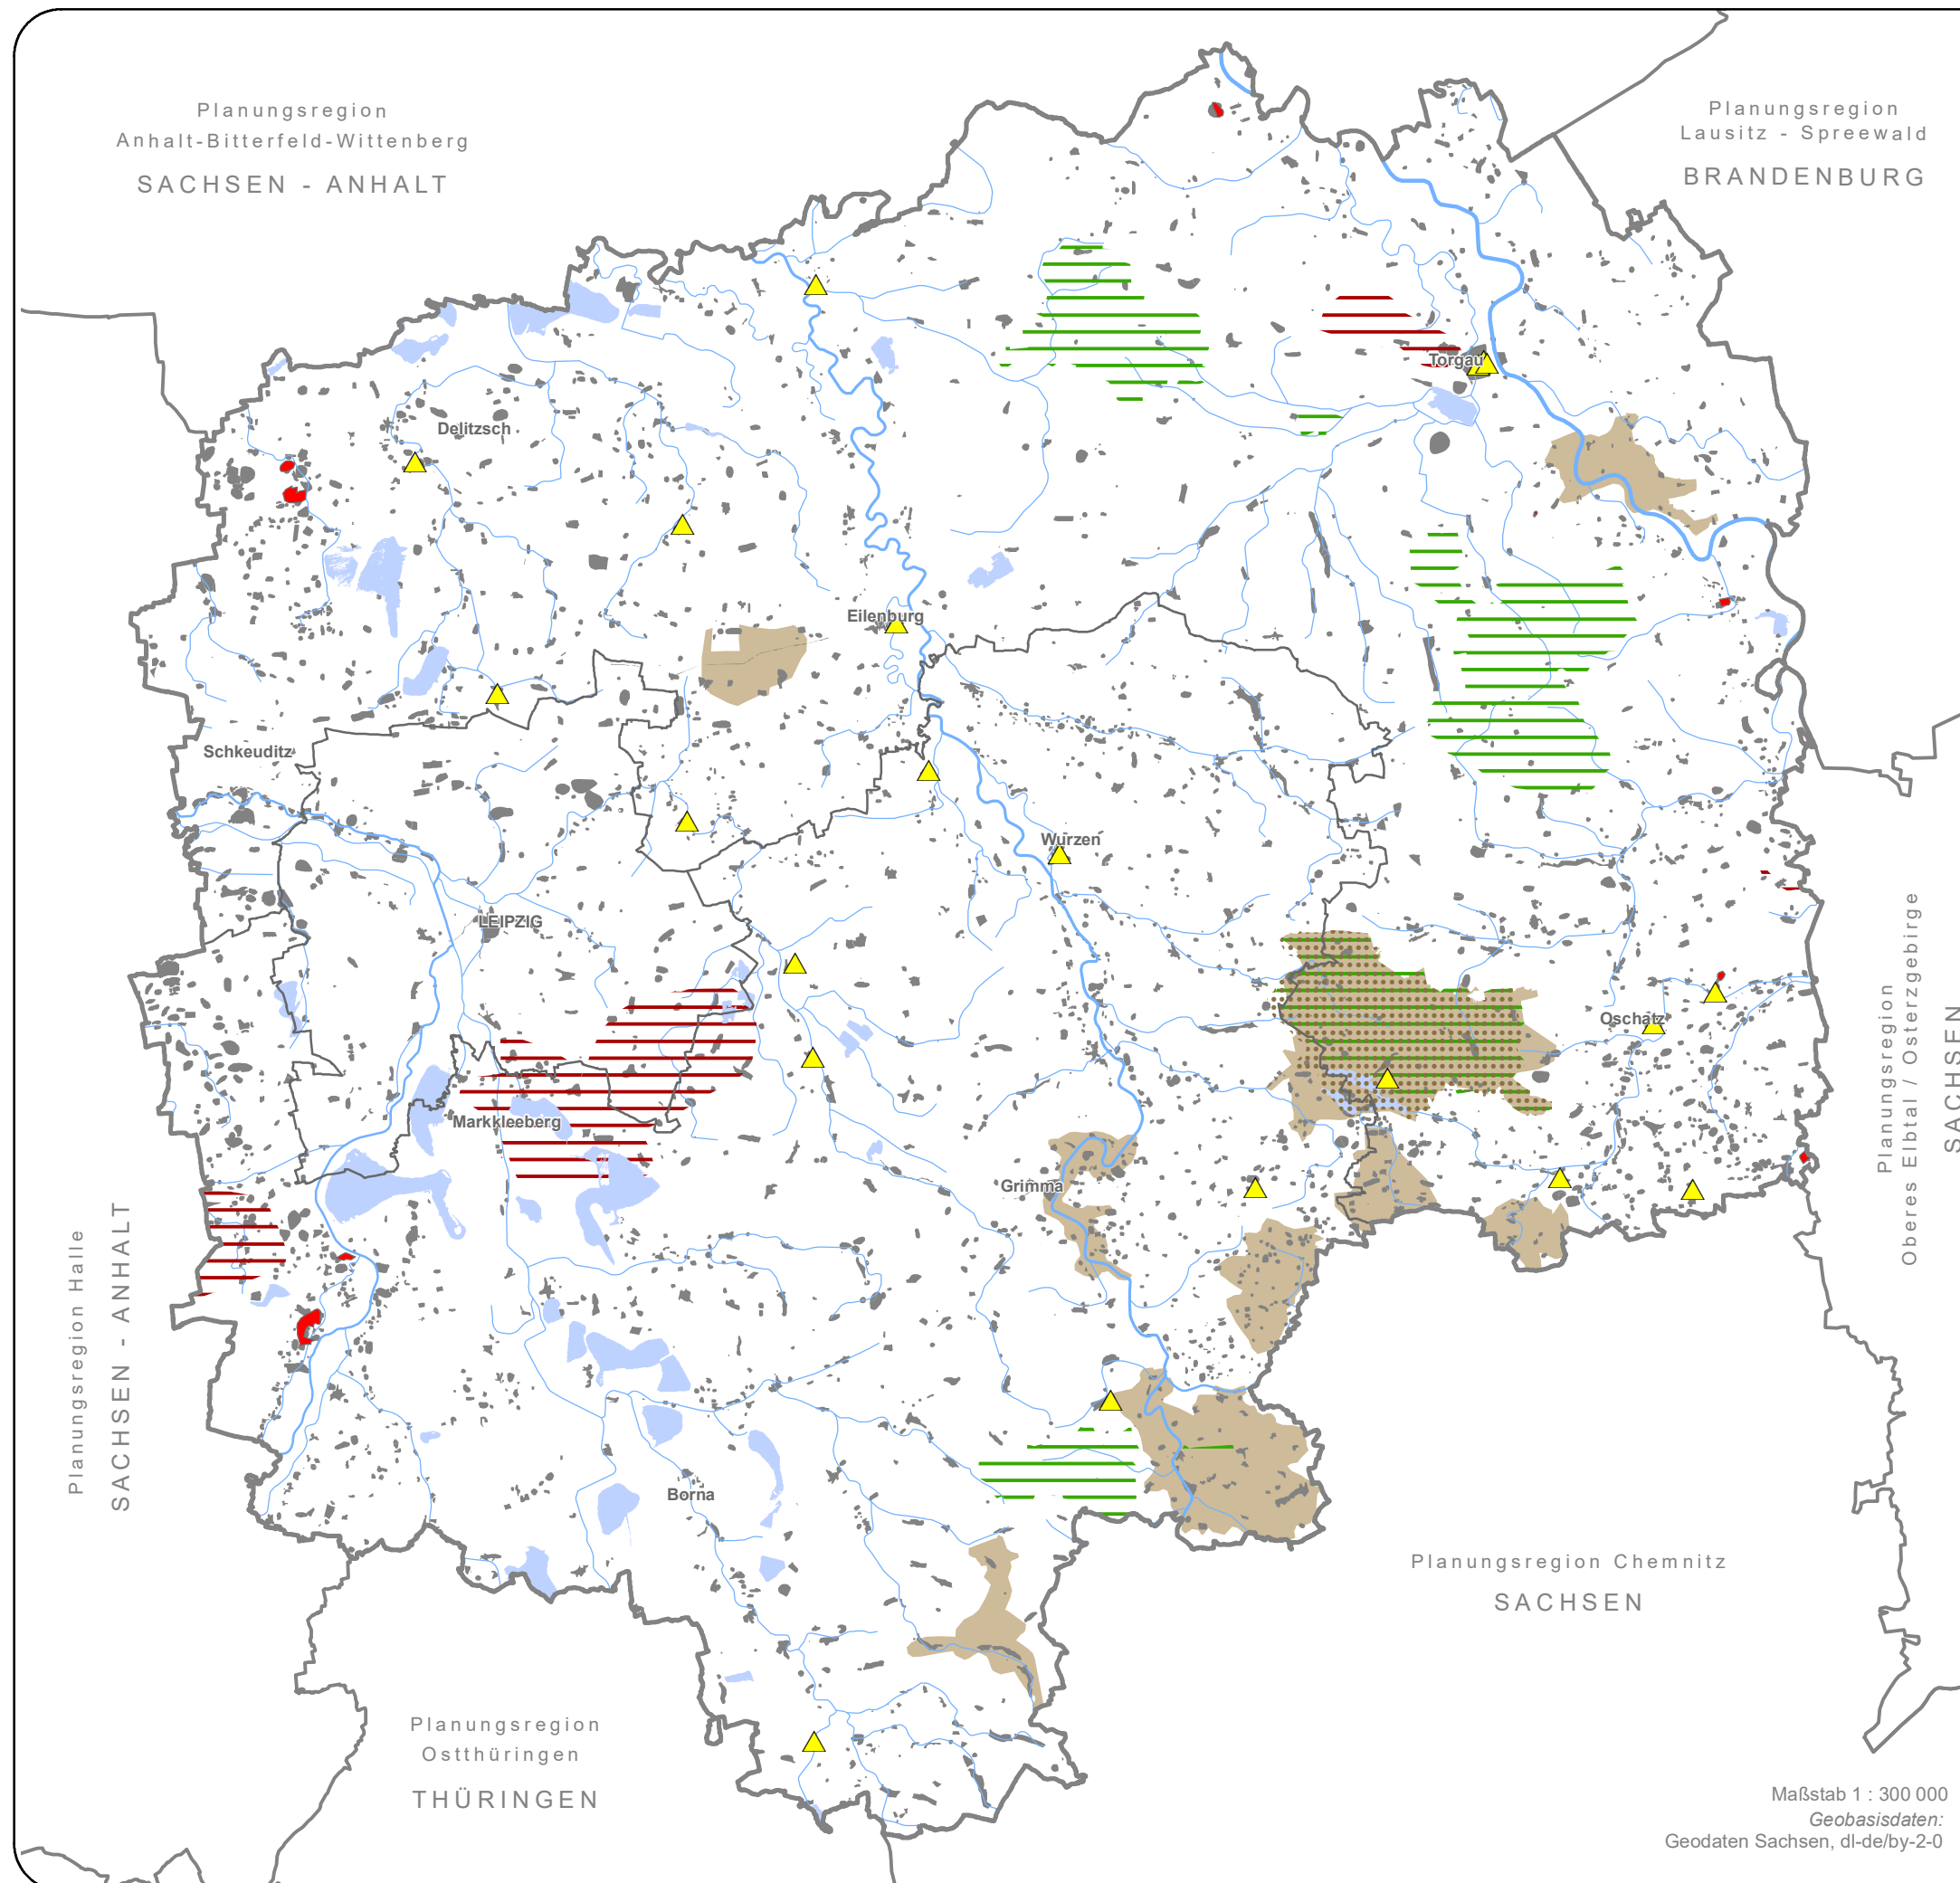 Planungsregion
Anhalt-Bitterfeld-Wittenberg
SACHSEN - ANHALT
Planungsregion
Lausitz - Spreewald
BRANDENBURG
Torgau
Delitzsch
Eilenburg
Schkeuditz
Wurzen
LEIPZIG
Oschatz
Markkleeberg
Grimma
Borna
Planungsregion Halle
SACHSEN - ANHALT
Planungsregion
Oberes Elbtal / Osterzgebirge
SACHSEN
Planungsregion Chemnitz
SACHSEN
Planungsregion
Ostthüringen
THÜRINGEN
Maßstab 1 : 300 000
Geobasisdaten:
Geodaten Sachsen, dl-de/by-2-0